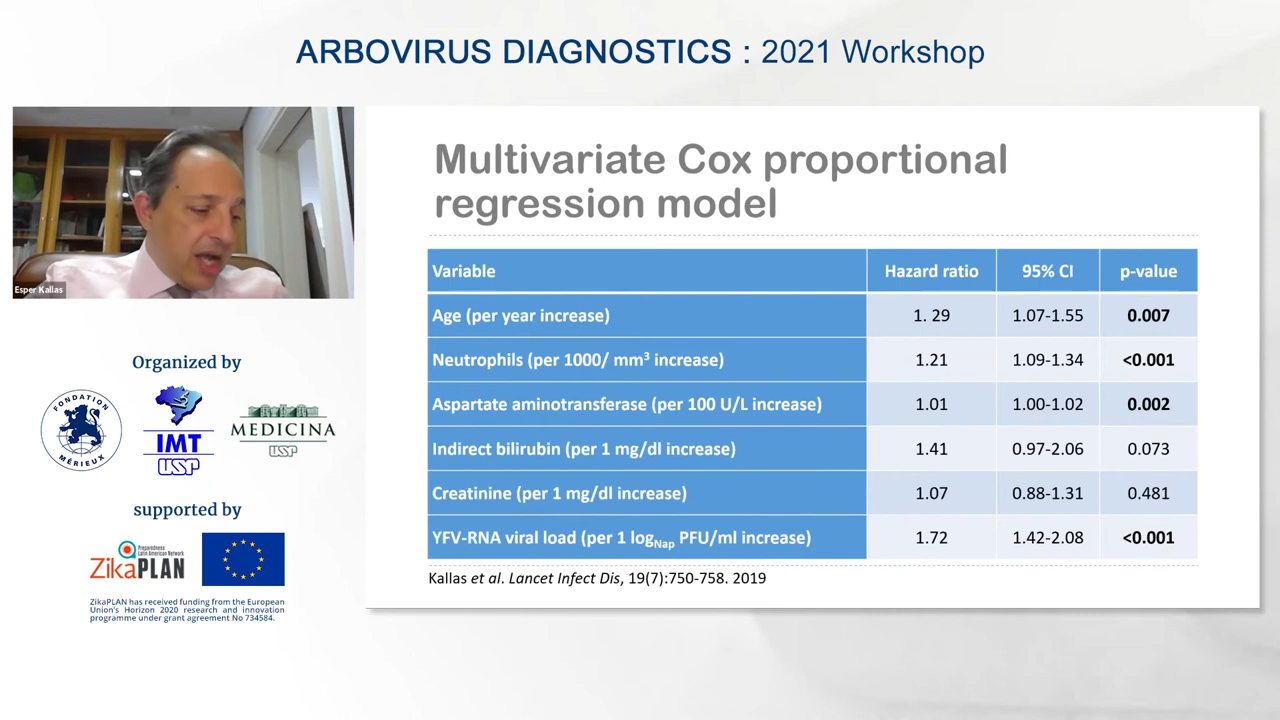 ARBOVIRUS DIAGNOSTICS : 2021 Workshop
Esper Kallas
Organized by
FONDATION
MÉRIEUX
IMT
USP
MEDICINA
USP
supported by
Preparedness
Latin American Network
ZikaPLAN
ZikaPLAN has received funding from the European
Union's Horizon 2020 research and innovation
programme under grant agreement No 734584.
Multivariate Cox proportional
regression model
Variable Hazard ratio 95% CI p-value
Age (per year increase) 1. 29 1.07-1.55 0.007
Neutrophils (per 1000/ mm³ increase) 1.21 1.09-1.34 <0.001
Aspartate aminotransferase (per 100 U/L increase) 1.01 1.00-1.02 0.002
Indirect bilirubin (per 1 mg/dl increase) 1.41 0.97-2.06 0.073
Creatinine (per 1 mg/dl increase) 1.07 0.88-1.31 0.481
YFV-RNA viral load (per 1 logNap PFU/ml increase) 1.72 1.42-2.08 <0.001
Kallas et al. Lancet Infect Dis, 19(7):750-758. 2019